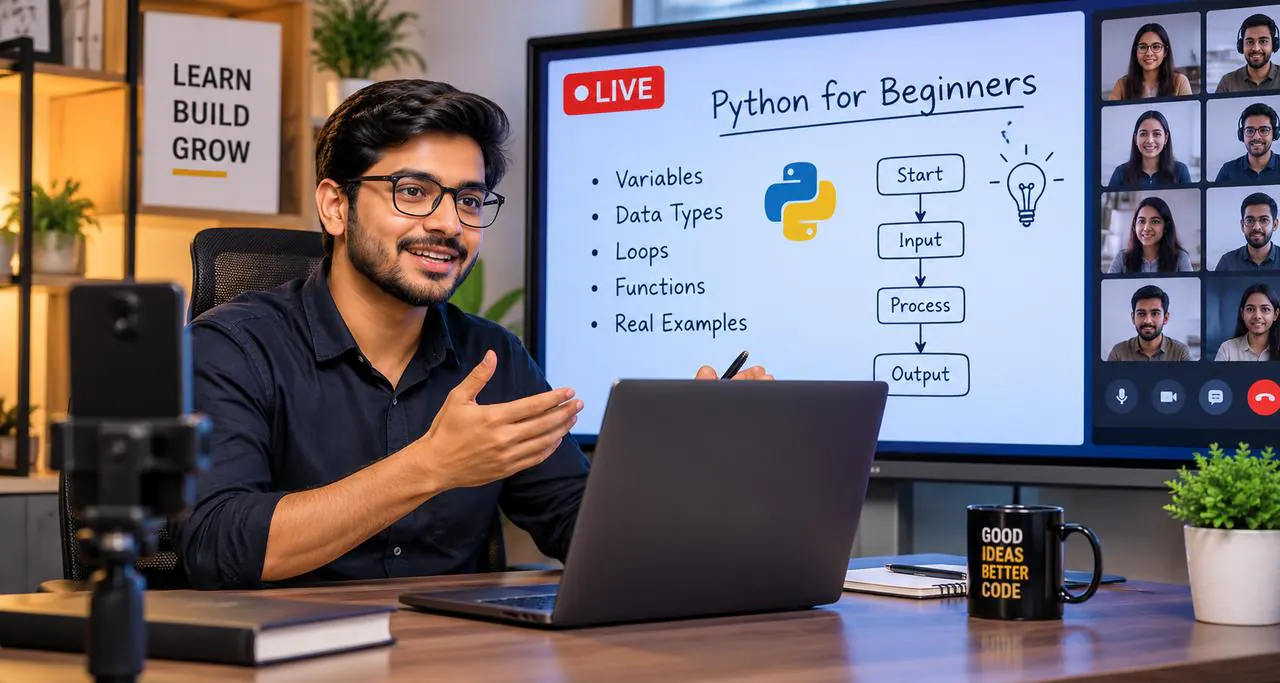 LEARN
BUILD
GROW
LIVE
Python for Beginners
• Variables
• Data Types
• Loops
• Functions
• Real Examples
Start
Input
Process
Output
GOOD
IDEAS
BETTER
CODE